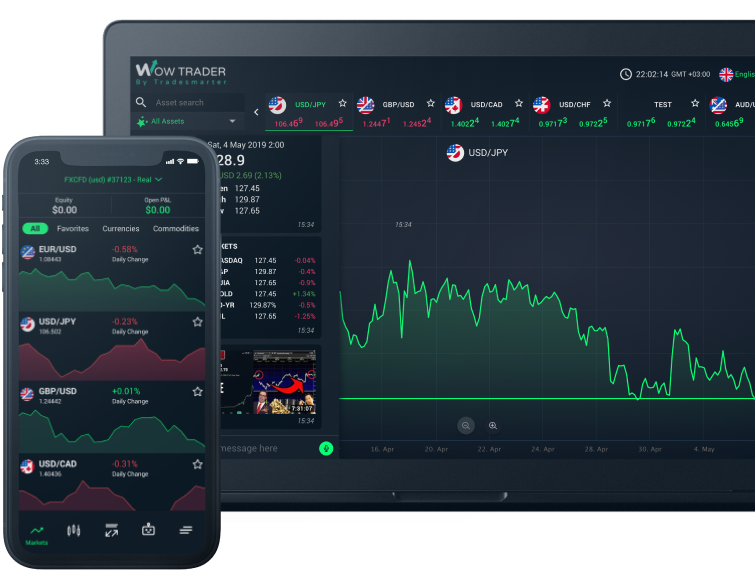 WOW TRADER
By Tradesmarter
22:02:14 GMT +03:00
Englis
Asset search
All Assets
USD/JPY
106.46⁹ 106.49⁵
GBP/USD
1.2447¹ 1.2452⁴
USD/CAD
1.4022⁴ 1.4027⁴
USD/CHF
0.9717³ 0.9722⁵
TEST
0.9717⁶ 0.9722⁴
AUD/
0.6456⁹
Sat, 4 May 2019 2:00
28.9
USD 2.69 (2.13%)
en 127.45
h 129.87
w 127.65
15:34
KETS
ASDAQ 127.45 -0.04%
&P 129.87 -0.4%
JIA 127.65 -0.9%
OLD 127.45 +1.34%
0-YR 129.87% -0.5%
IL 127.65 -1.25%
15:34
7:31:07
15:34
message here
USD/JPY
15:34
16. Apr 20. Apr 22. Apr 24. Apr 28. Apr 30. Apr 4. May
3:33
FXCFD (usd) #37123 - Real
Equity
$0.00
Open P&L
$0.00
All Favorites Currencies Commodities
EUR/USD -0.58%
1.08443 Daily Change
USD/JPY -0.23%
106.502 Daily Change
GBP/USD +0.01%
1.24442 Daily Change
USD/CAD -0.31%
1.40436 Daily Change
Markets